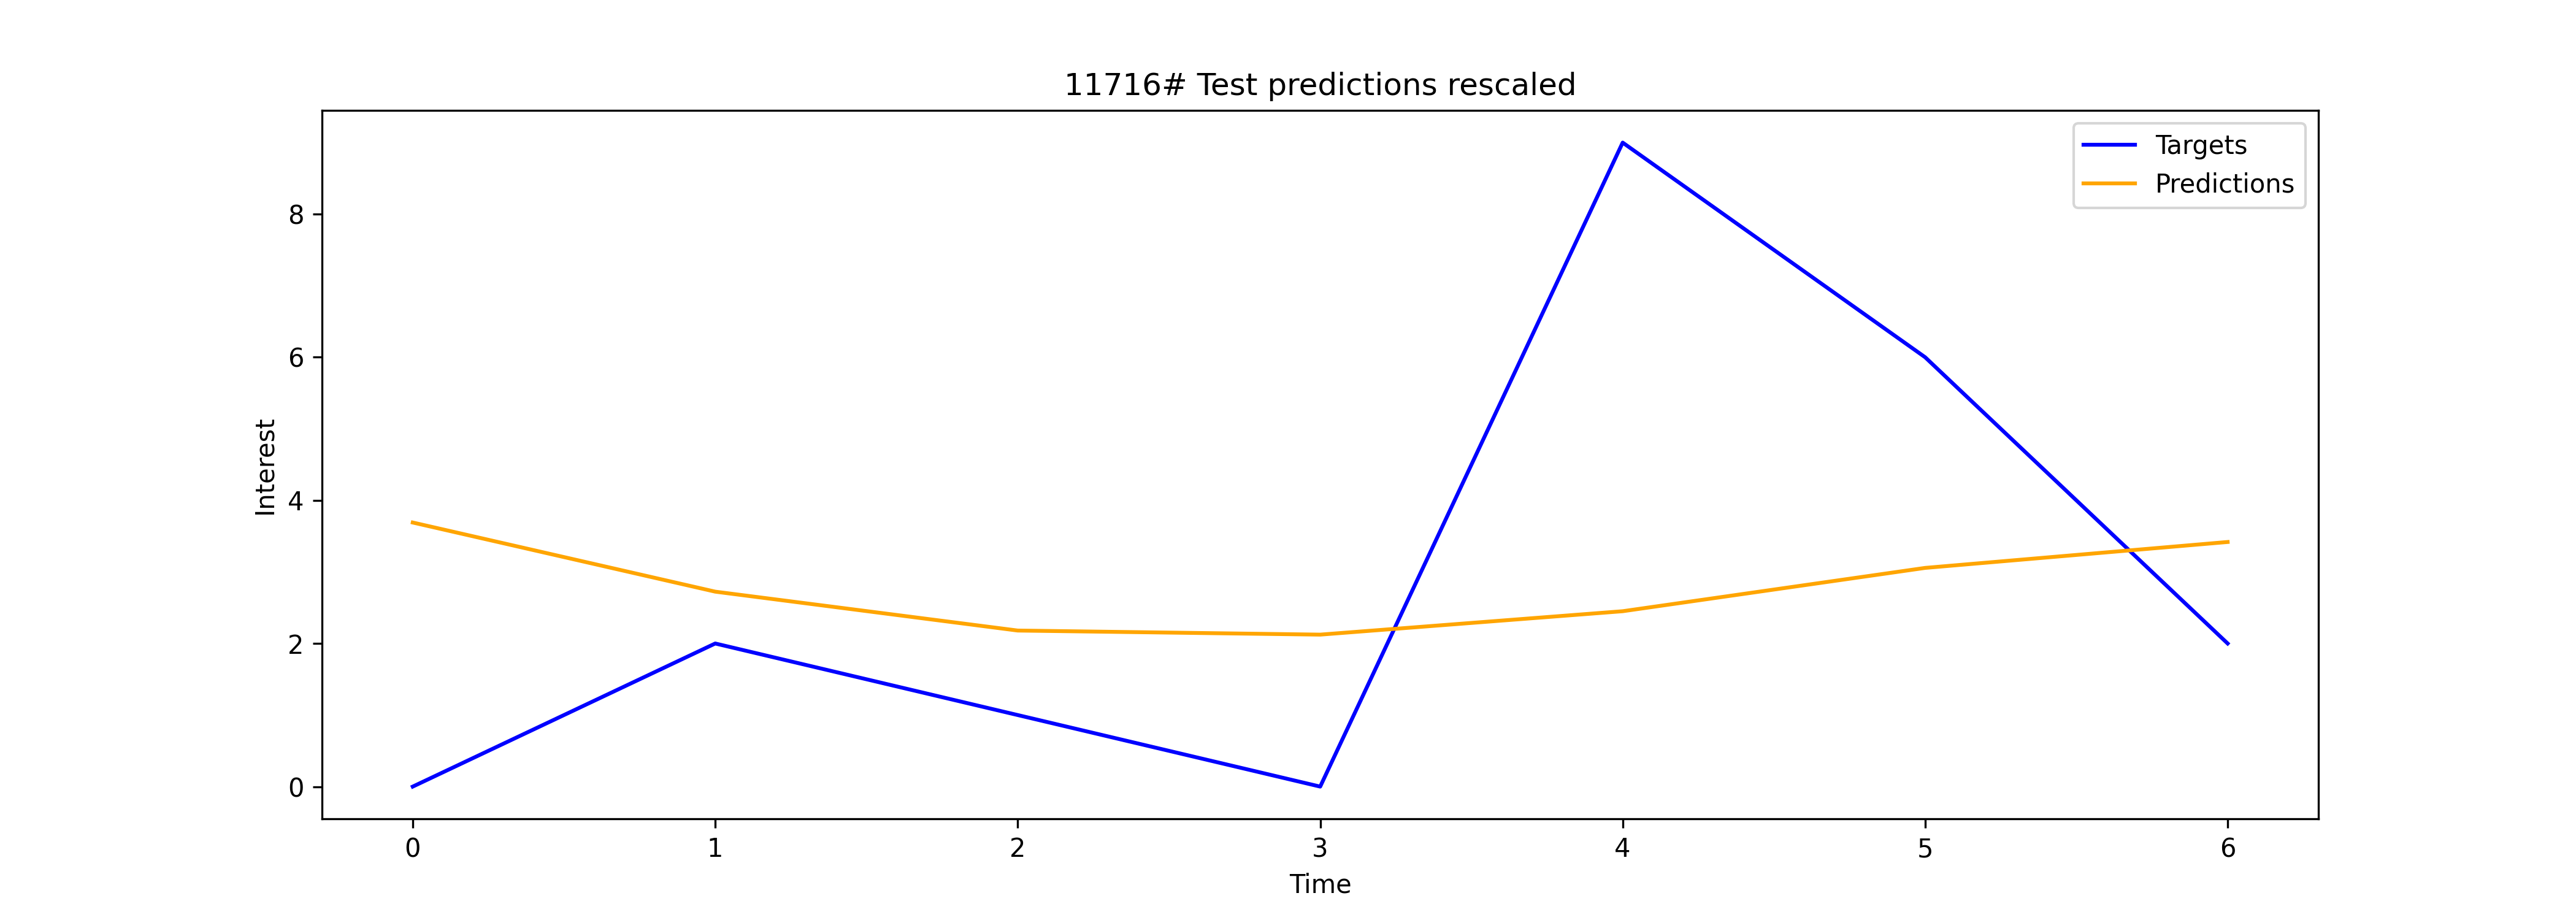 11716# Test predictions rescaled
Targets
Predictions
Interest
8
6
4
2
0
0 1 2 3 4 5 6
Time